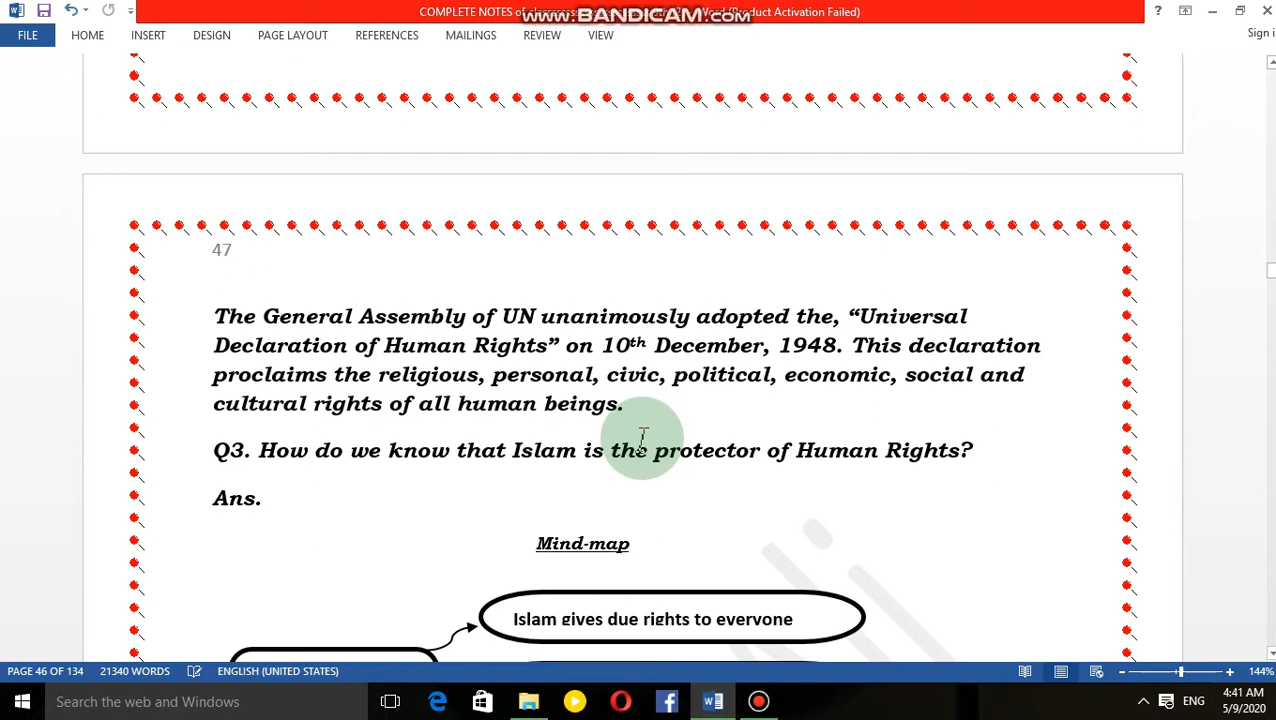 COMPLETE NOTES of
www.BANDICAM.com
Word (Product Activation Failed)
FILE HOME INSERT DESIGN PAGE LAYOUT REFERENCES MAILINGS REVIEW VIEW
Sign i
47
The General Assembly of UN unanimously adopted the, “Universal
Declaration of Human Rights” on 10th December, 1948. This declaration
proclaims the religious, personal, civic, political, economic, social and
cultural rights of all human beings.
Q3. How do we know that Islam is the protector of Human Rights?
Ans.
Mind-map
Islam gives due rights to everyone
PAGE 46 OF 134 21340 WORDS ENGLISH (UNITED STATES) 144%
Search the web and Windows
ENG
4:41 AM
5/9/2020